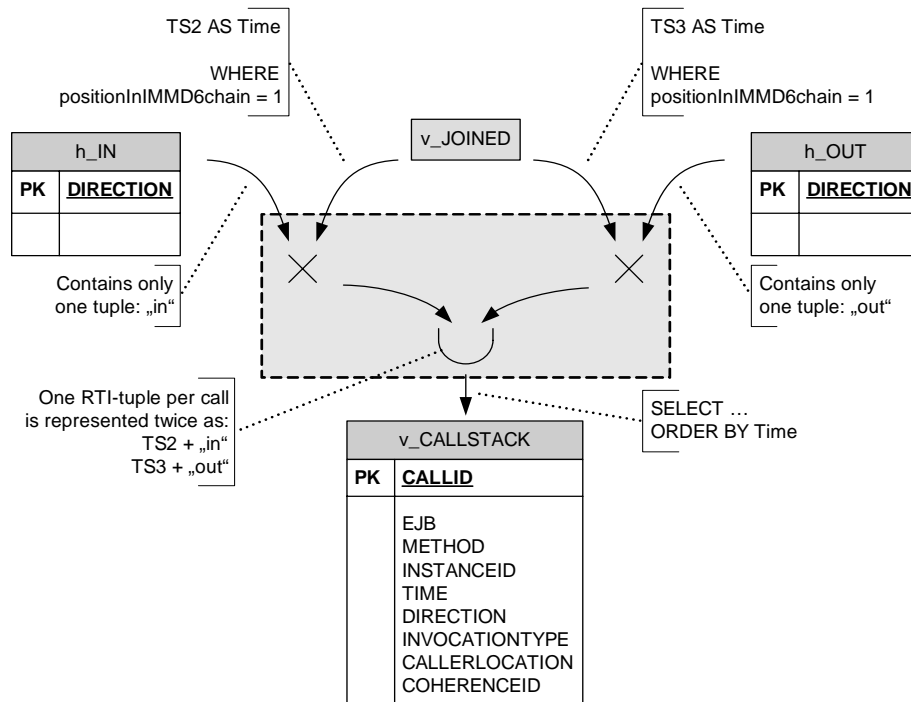 TS2 AS Time
WHERE
positionInIMMD6chain = 1
TS3 AS Time
WHERE
positionInIMMD6chain = 1
v_JOINED
h_IN
PK DIRECTION
h_OUT
PK DIRECTION
Contains only
one tuple: „in“
Contains only
one tuple: „out“
One RTI-tuple per call
is represented twice as:
TS2 + „in“
TS3 + „out“
SELECT …
ORDER BY Time
v_CALLSTACK
PK CALLID
EJB
METHOD
INSTANCEID
TIME
DIRECTION
INVOCATIONTYPE
CALLERLOCATION
COHERENCEID